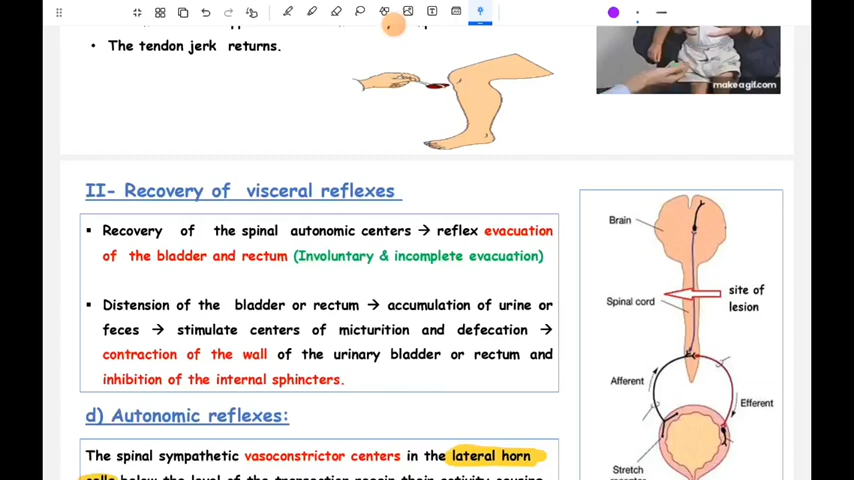 • The tendon jerk returns.
makeagif.com
II- Recovery of visceral reflexes
▪ Recovery of the spinal autonomic centers → reflex evacuation
of the bladder and rectum (Involuntary & incomplete evacuation)
▪ Distension of the bladder or rectum → accumulation of urine or
feces → stimulate centers of micturition and defecation →
contraction of the wall of the urinary bladder or rectum and
inhibition of the internal sphincters.
d) Autonomic reflexes:
The spinal sympathetic vasoconstrictor centers in the lateral horn
Brain
site of
lesion
Spinal cord
Afferent
Efferent
Stretch